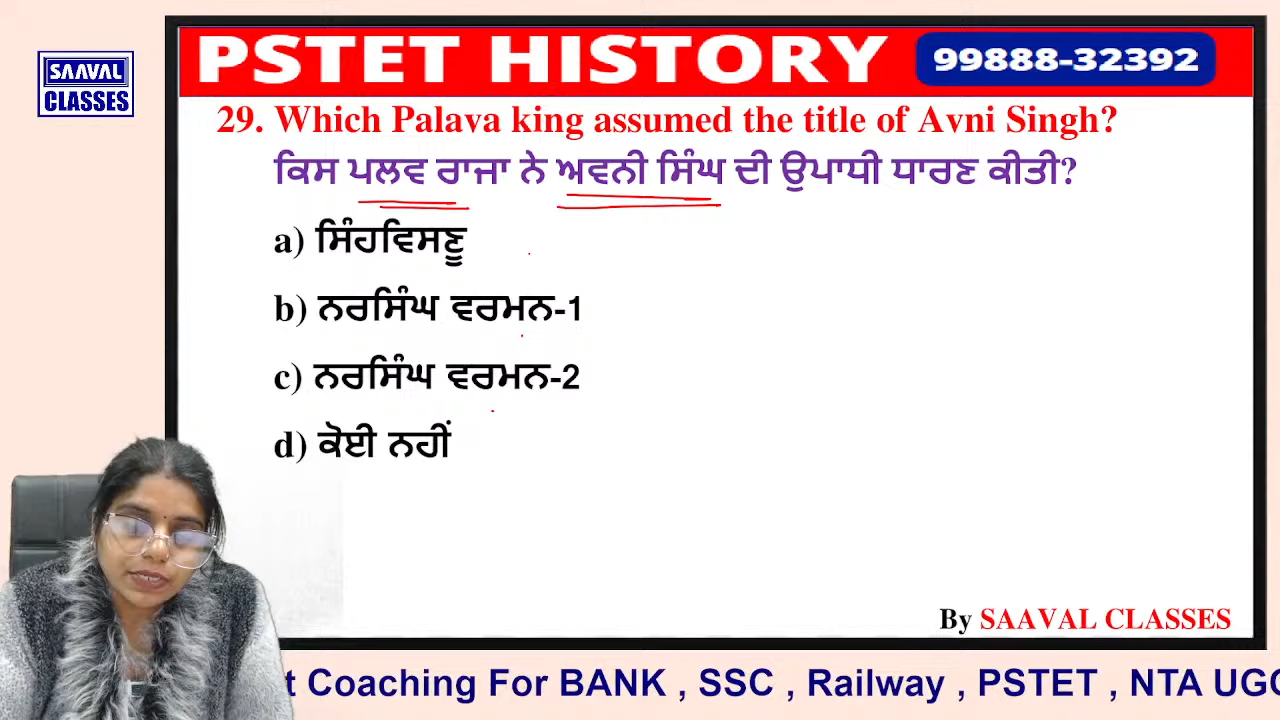 SAAVAL
CLASSES
PSTET HISTORY
99888-32392
29. Which Palava king assumed the title of Avni Singh?
ਕਿਸ ਪਲਵ ਰਾਜਾ ਨੇ ਅਵਨੀ ਸਿੰਘ ਦੀ ਉਪਾਧੀ ਧਾਰਣ ਕੀਤੀ?
a) ਸਿੰਹਵਿਸਣੂ
b) ਨਰਸਿੰਘ ਵਰਮਨ-1
c) ਨਰਸਿੰਘ ਵਰਮਨ-2
d) ਕੋਈ ਨਹੀਂ
By SAAVAL CLASSES
t Coaching For BANK , SSC , Railway , PSTET , NTA UGC